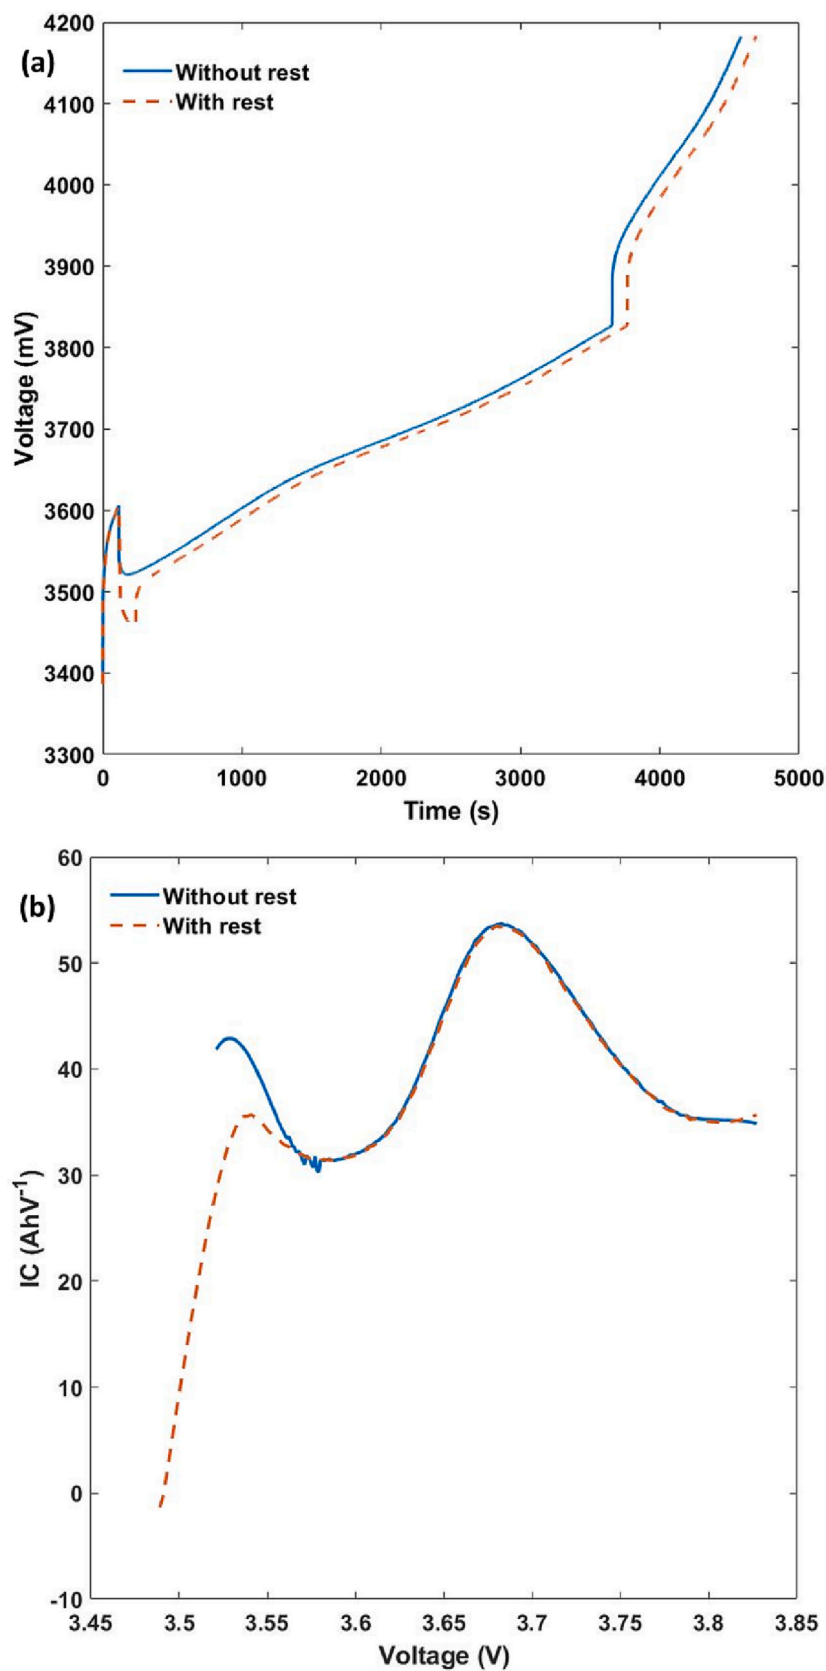 (a)
Without rest
With rest
4200
4100
4000
3900
3800
3700
3600
3500
3400
3300
Voltage (mV)
0 1000 2000 3000 4000 5000
Time (s)
(b)
Without rest
With rest
60
50
40
30
20
10
0
-10
IC (AhV⁻¹)
3.45 3.5 3.55 3.6 3.65 3.7 3.75 3.8 3.85
Voltage (V)